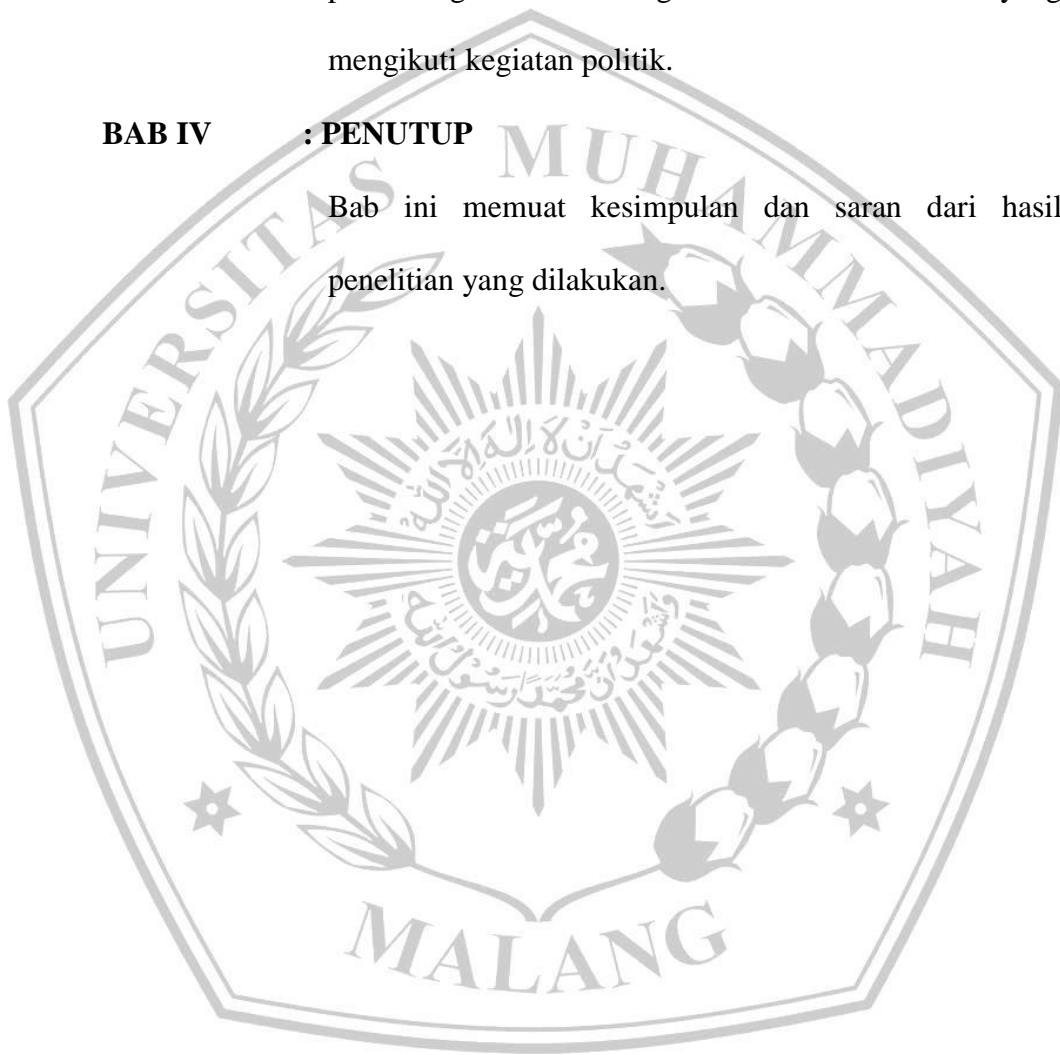 mengikuti kegiatan politik.
BAB IV : PENUTUP
Bab ini memuat kesimpulan dan saran dari hasil
penelitian yang dilakukan.
UNIVERSITAS MUHAMMADIYAH
MALANG